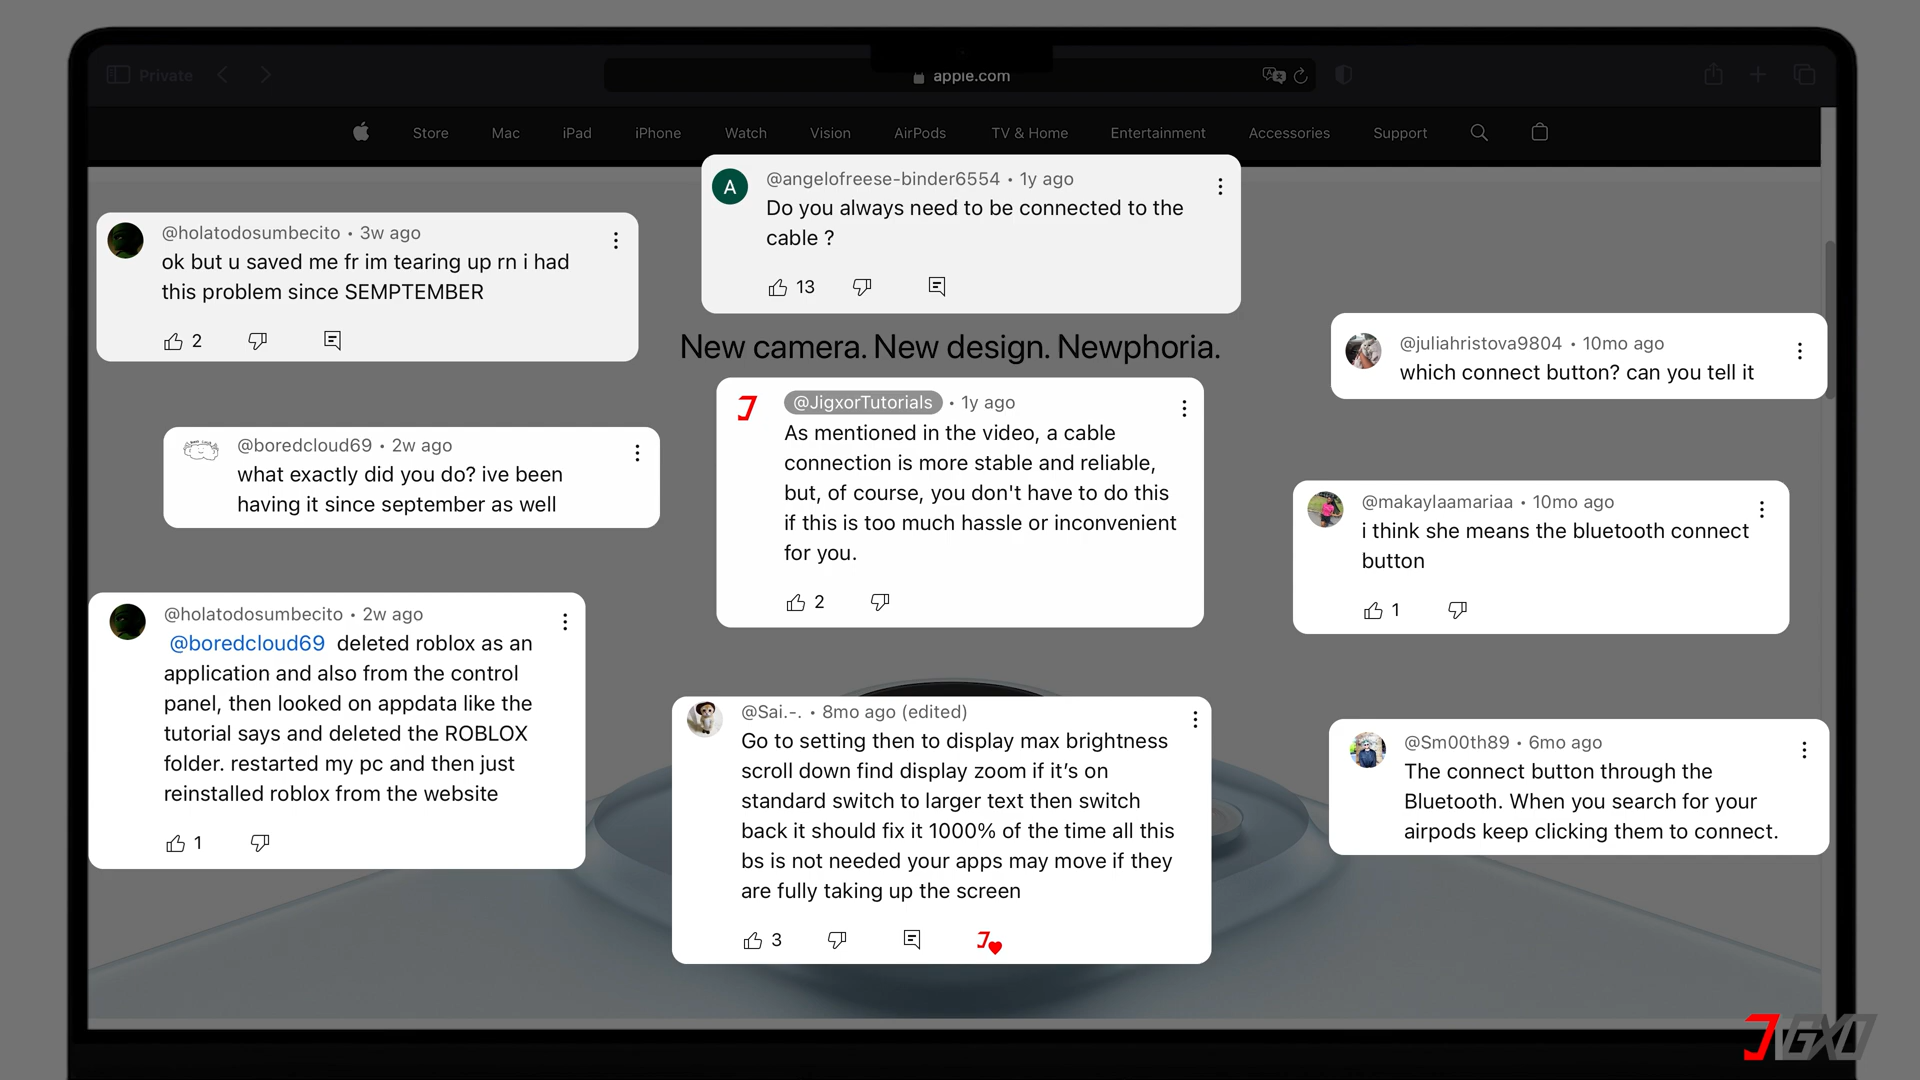 Private
apple.com
Store Mac iPad iPhone Watch Vision AirPods TV & Home Entertainment Accessories Support
@holatodosumbecito • 3w ago
ok but u saved me fr im tearing up rn i had
this problem since SEMPTEMBER
2
@boredcloud69 • 2w ago
what exactly did you do? ive been
having it since september as well
@holatodosumbecito • 2w ago
@boredcloud69 deleted roblox as an
application and also from the control
panel, then looked on appdata like the
tutorial says and deleted the ROBLOX
folder. restarted my pc and then just
reinstalled roblox from the website
1
A
@angelofreese-binder6554 • 1y ago
Do you always need to be connected to the
cable ?
13
New camera. New design. Newphoria.
@JigxorTutorials • 1y ago
As mentioned in the video, a cable
connection is more stable and reliable,
but, of course, you don't have to do this
if this is too much hassle or inconvenient
for you.
2
@Sai.-. • 8mo ago (edited)
Go to setting then to display max brightness
scroll down find display zoom if it’s on
standard switch to larger text then switch
back it should fix it 1000% of the time all this
bs is not needed your apps may move if they
are fully taking up the screen
3
@juliahristova9804 • 10mo ago
which connect button? can you tell it
@makaylaamariaa • 10mo ago
i think she means the bluetooth connect
button
1
@Sm00th89 • 6mo ago
The connect button through the
Bluetooth. When you search for your
airpods keep clicking them to connect.
JIGXO